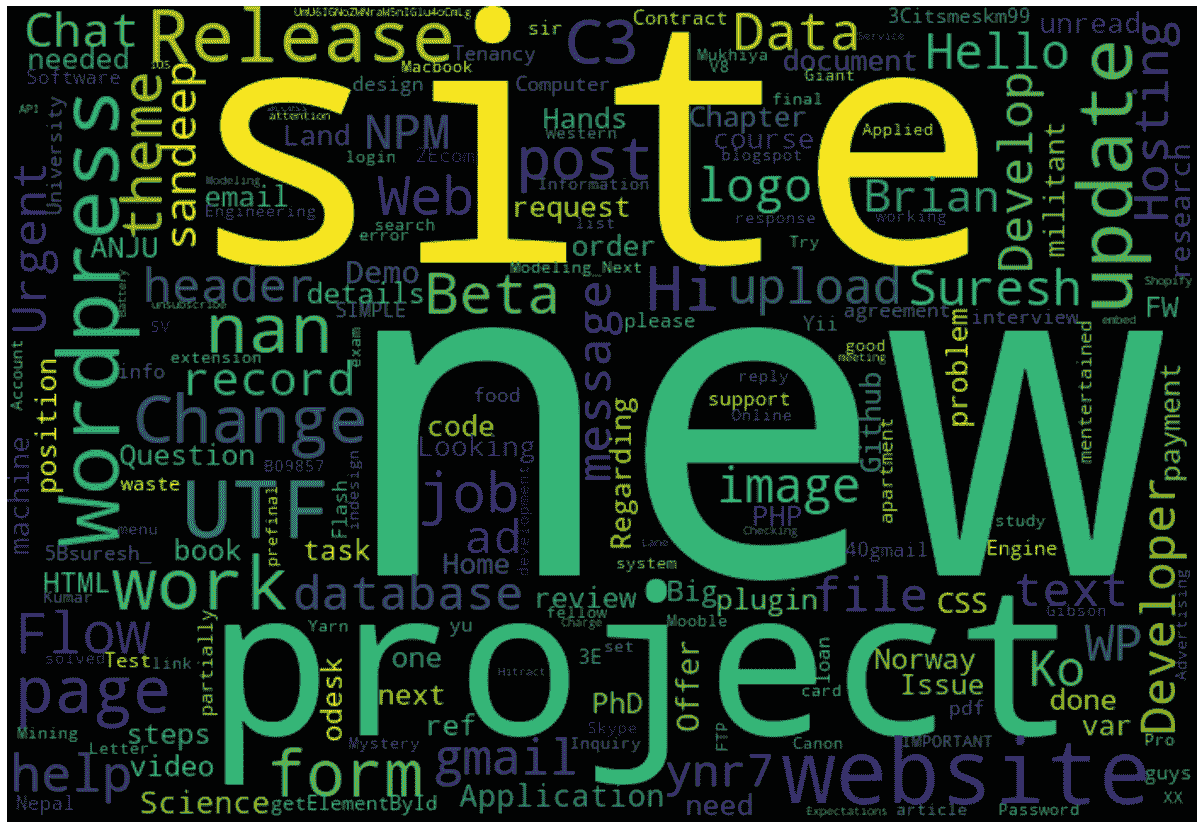 UnU6IGNoZWNraW5nIG1u4oCmLg
Chat
Release
sir
C3
Contract
Data
3Citsmeskm99
unread
needed
Tenancy
Mukhiya
document
Service
Hello
Hosting
Software
iOS
Macbook
V8
Giant
theme
design
site
Computer
final
Develop
update
API
access
attention
Hands
Chapter
Applied
University
wordpress
sandeep
Land
NPM
Western
course
militant
research
login
2Ecom
post
blogspot
Urgent
Modeling
Web
Information
logo
Brian
email
request
response
working
Engineering
search
list
ANJU
error
order
Try
header
Demo
Modeling_Next
Hi
upload
Suresh
Shopify
Battery
unsubscribe
details
Beta
message
agreement
interview
FW
5V
SIMPLE
nan
please
Yii
embed
extension
exam
new
good
meeting
problem
Account
info
record
reply
Github
mentertained
payment
position
Change
food
support
Online
code
Regarding
machine
Question
Looking
809857
waste
job
image
apartment
UTF
Flash
indesign
PHP
menu
prefinal
ad
development
Checking
study
5Bsuresh_
book
task
Home
Lane
40gmail
Engine
system
HTML
Kumar
work
database
review
Big
plugin
file
CSS
text
Developer
fellow
Gibson
Flow
Yarn
yu
Charge
Mooble
Advertising
partially
project
solved
Test
link
one
3E
set
Offer
loan
Norway
Ko
WP
Hitract
page
odesk
next
PhD
card
Issue
done
ref
Skype
pdf
var
Mining
steps
Letter
Mystery
Inquiry
FTP
Canon
IMPORTANT
Pro
help
video
form
gmail
ynr7
website
guys
Nepal
Science
getElementById
Application
need
Expectations
article
Password
XX